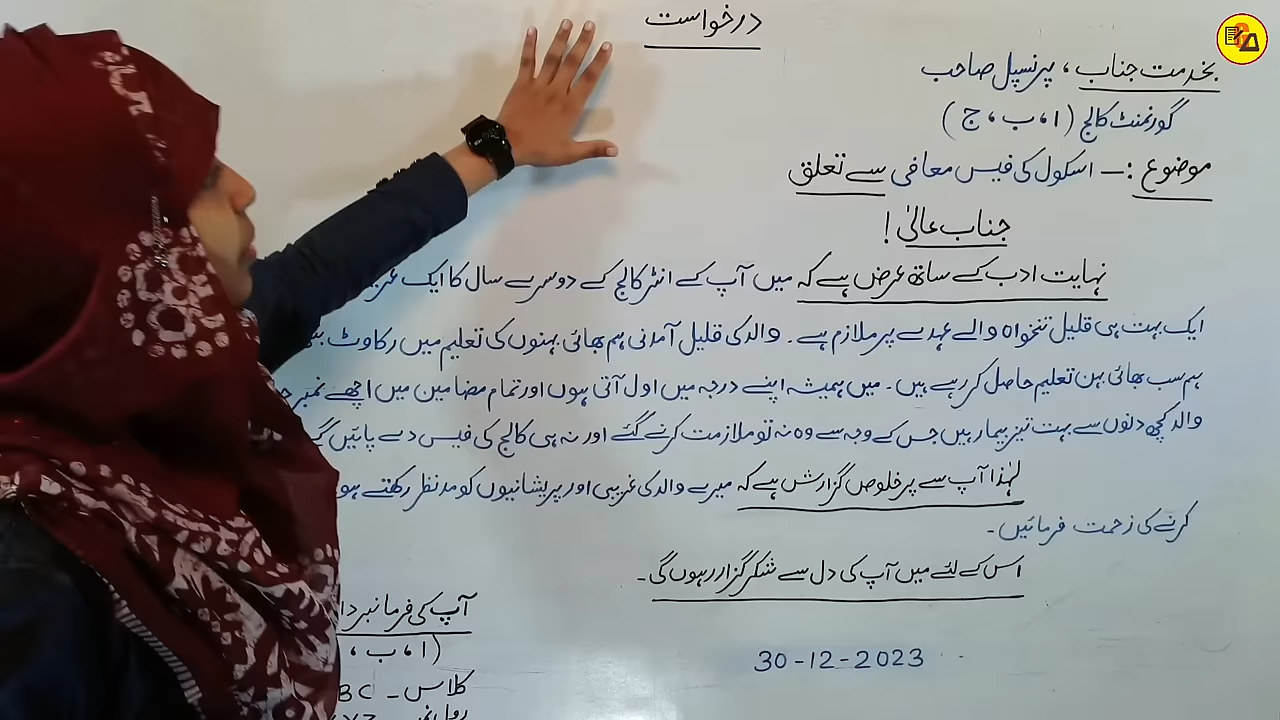 درخواست
بخدمت جناب، پرنسپل صاحب
گورنمنٹ کالج (ا، ب، ج)
موضوع :— اسکول کی فیس معافی سے تعلق
جناب عالیٰ !
نہایت ادب کے ساتھ عرض ہے کہ میں آپ کے انٹر کالج کے دوسرے سال کا ایک
ایک بہت ہی قلیل تنخواہ والے عہدے پر ملازم ہے۔ والد کی قلیل آمدنی ہم بھائی بہنوں کی تعلیم میں رکاوٹ
ہم سب بھائی بہن تعلیم حاصل کر رہے ہیں۔ میں ہمیشہ اپنے درجہ میں اول آتی ہوں اور تمام مضامین میں اچھے نمبر
والد کچھ دنوں سے بہت تیز بیمار ہیں جس کے وجہ سے وہ نہ تو ملازمت کرنے گئے اور نہ ہی کالج کی فیس دے پائیں گے
لہٰذا آپ سے پر خلوص گزارش ہے کہ میرے والد کی غریبی اور پریشانیوں کو مد نظر رکھتے
کرنے کی زحمت فرمائیں۔
اس کے لئے میں آپ کی دل سے شکر گزار رہوں گی۔
آپ کی فرمانبردا
(ا، ب،
30-12-2023
کلاس - BC
رول نمبر